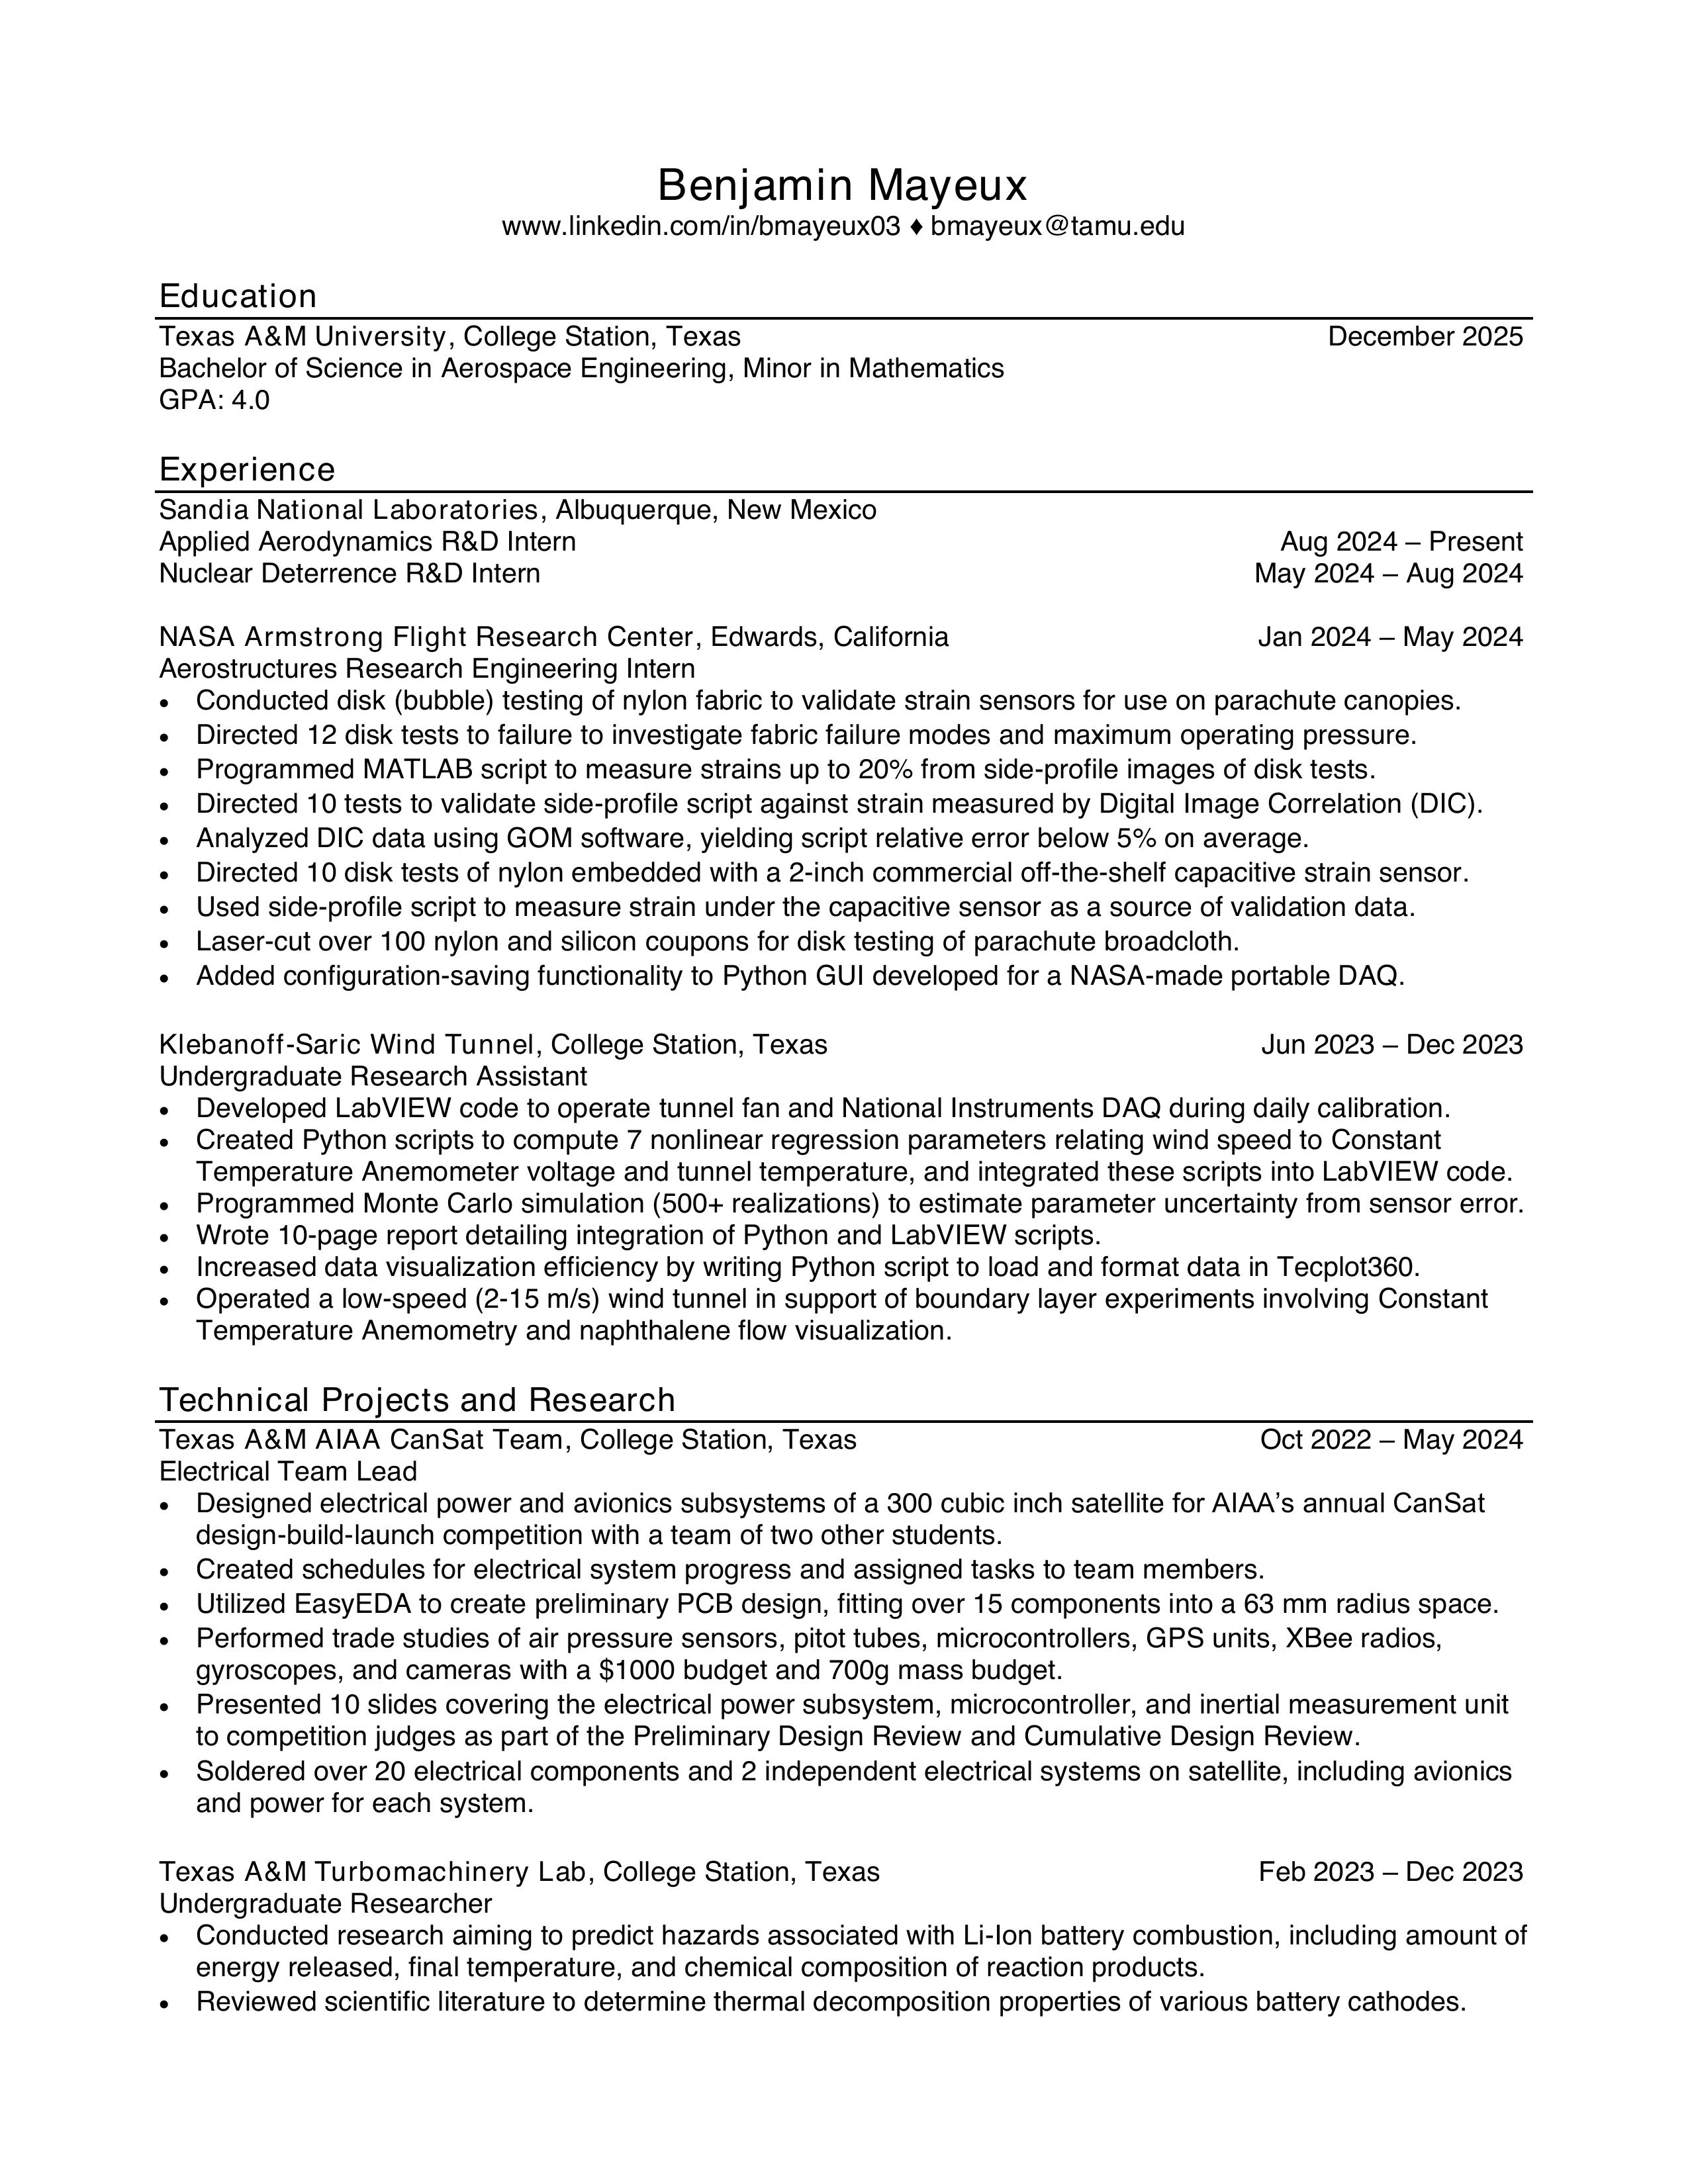 Benjamin Mayeux
www.linkedin.com/in/bmayeux03 ♦ bmayeux@tamu.edu
Education
Texas A&M University, College Station, Texas December 2025
Bachelor of Science in Aerospace Engineering, Minor in Mathematics
GPA: 4.0
Experience
Sandia National Laboratories, Albuquerque, New Mexico
Applied Aerodynamics R&D Intern Aug 2024 – Present
Nuclear Deterrence R&D Intern May 2024 – Aug 2024
NASA Armstrong Flight Research Center, Edwards, California Jan 2024 – May 2024
Aerostructures Research Engineering Intern
• Conducted disk (bubble) testing of nylon fabric to validate strain sensors for use on parachute canopies.
• Directed 12 disk tests to failure to investigate fabric failure modes and maximum operating pressure.
• Programmed MATLAB script to measure strains up to 20% from side-profile images of disk tests.
• Directed 10 tests to validate side-profile script against strain measured by Digital Image Correlation (DIC).
• Analyzed DIC data using GOM software, yielding script relative error below 5% on average.
• Directed 10 disk tests of nylon embedded with a 2-inch commercial off-the-shelf capacitive strain sensor.
• Used side-profile script to measure strain under the capacitive sensor as a source of validation data.
• Laser-cut over 100 nylon and silicon coupons for disk testing of parachute broadcloth.
• Added configuration-saving functionality to Python GUI developed for a NASA-made portable DAQ.
Klebanoff-Saric Wind Tunnel, College Station, Texas Jun 2023 – Dec 2023
Undergraduate Research Assistant
• Developed LabVIEW code to operate tunnel fan and National Instruments DAQ during daily calibration.
• Created Python scripts to compute 7 nonlinear regression parameters relating wind speed to Constant
Temperature Anemometer voltage and tunnel temperature, and integrated these scripts into LabVIEW code.
• Programmed Monte Carlo simulation (500+ realizations) to estimate parameter uncertainty from sensor error.
• Wrote 10-page report detailing integration of Python and LabVIEW scripts.
• Increased data visualization efficiency by writing Python script to load and format data in Tecplot360.
• Operated a low-speed (2-15 m/s) wind tunnel in support of boundary layer experiments involving Constant
Temperature Anemometry and naphthalene flow visualization.
Technical Projects and Research
Texas A&M AIAA CanSat Team, College Station, Texas Oct 2022 – May 2024
Electrical Team Lead
• Designed electrical power and avionics subsystems of a 300 cubic inch satellite for AIAA’s annual CanSat
design-build-launch competition with a team of two other students.
• Created schedules for electrical system progress and assigned tasks to team members.
• Utilized EasyEDA to create preliminary PCB design, fitting over 15 components into a 63 mm radius space.
• Performed trade studies of air pressure sensors, pitot tubes, microcontrollers, GPS units, XBee radios,
gyroscopes, and cameras with a $1000 budget and 700g mass budget.
• Presented 10 slides covering the electrical power subsystem, microcontroller, and inertial measurement unit
to competition judges as part of the Preliminary Design Review and Cumulative Design Review.
• Soldered over 20 electrical components and 2 independent electrical systems on satellite, including avionics
and power for each system.
Texas A&M Turbomachinery Lab, College Station, Texas Feb 2023 – Dec 2023
Undergraduate Researcher
• Conducted research aiming to predict hazards associated with Li-Ion battery combustion, including amount of
energy released, final temperature, and chemical composition of reaction products.
• Reviewed scientific literature to determine thermal decomposition properties of various battery cathodes.